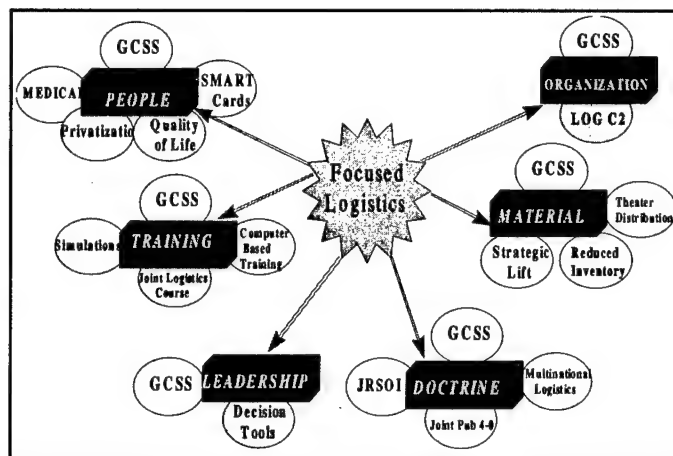 GCSS
MEDICAL
PEOPLE
SMART
Cards
Privatizatio
Quality
of Life
GCSS
ORGANIZATION
LOG C2
Focused
Logistics
GCSS
Simulations
TRAINING
Computer
Based
Training
Joint Logistics
Course
GCSS
MATERIAL
Theater
Distribution
Strategic
Lift
Reduced
Inventory
GCSS
LEADERSHIP
Decision
Tools
GCSS
JRSOI
DOCTRINE
Multinational
Logistics
Joint Pub 4-0